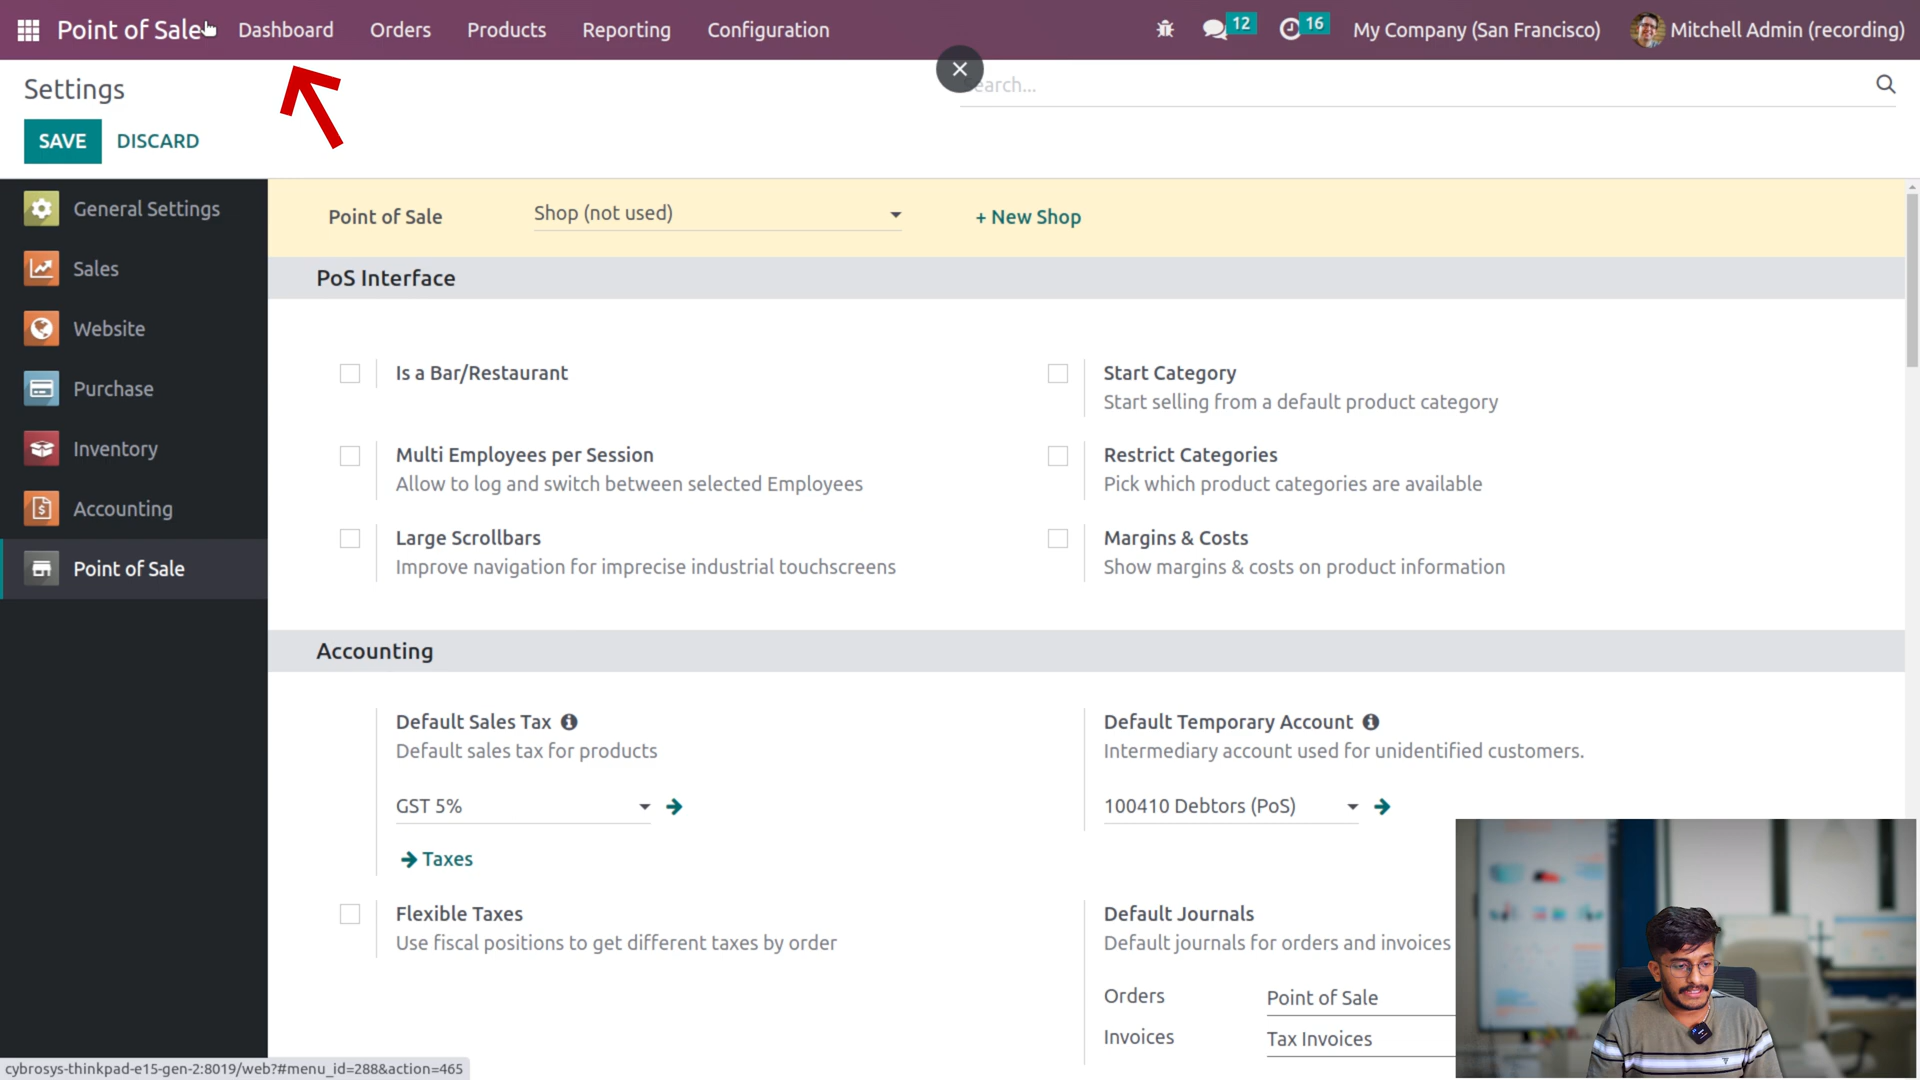 Point of Sale Dashboard Orders Products Reporting Configuration 12 16 My Company (San Francisco) Mitchell Admin (recording)
Settings
earch...
SAVE DISCARD
General Settings
Sales
Website
Purchase
Inventory
Accounting
Point of Sale
Point of Sale Shop (not used) + New Shop
PoS Interface
Is a Bar/Restaurant
Start Category
Start selling from a default product category
Multi Employees per Session
Allow to log and switch between selected Employees
Restrict Categories
Pick which product categories are available
Large Scrollbars
Improve navigation for imprecise industrial touchscreens
Margins & Costs
Show margins & costs on product information
Accounting
Default Sales Tax
Default sales tax for products
GST 5%
Taxes
Default Temporary Account
Intermediary account used for unidentified customers.
100410 Debtors (PoS)
Flexible Taxes
Use fiscal positions to get different taxes by order
Default Journals
Default journals for orders and invoices
Orders Point of Sale
Invoices Tax Invoices
cybrosys-thinkpad-e15-gen-2:8019/web?#menu_id=288&action=465